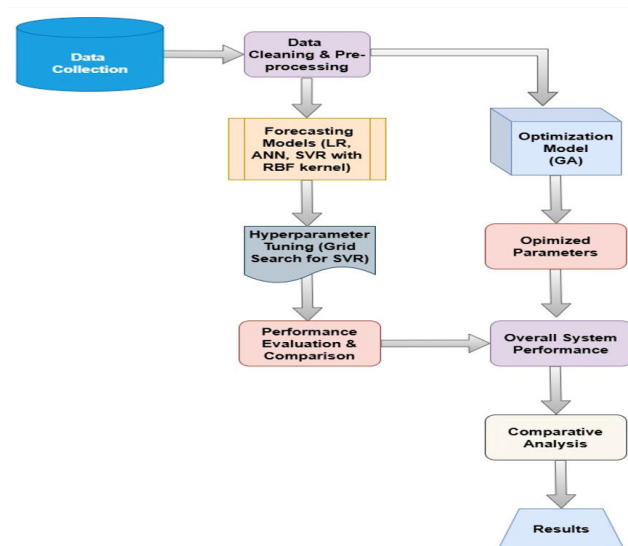 Data
Collection
Data
Cleaning & Pre-
processing
Forecasting
Models (LR,
ANN, SVR with
RBF kernel)
Optimization
Model
(GA)
Hyperparameter
Tuning (Grid
Search for SVR)
Opimized
Parameters
Performance
Evaluation &
Comparison
Overall System
Performance
Comparative
Analysis
Results